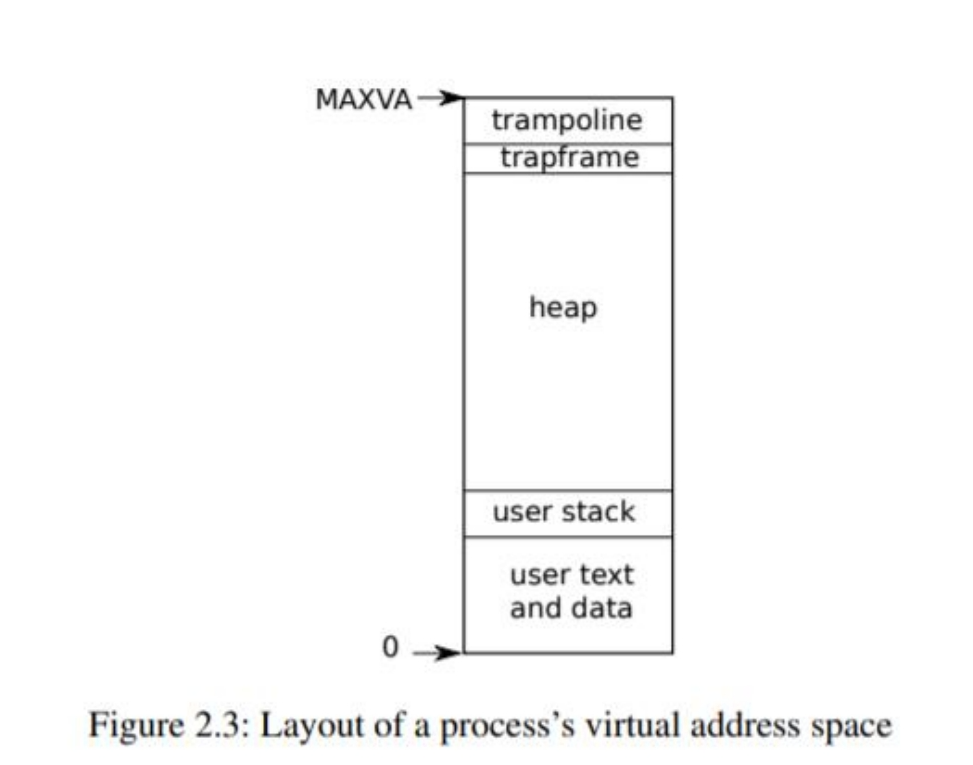 MAXVA
trampoline
trapframe
heap
user stack
user text
and data
0
Figure 2.3: Layout of a process’s virtual address space